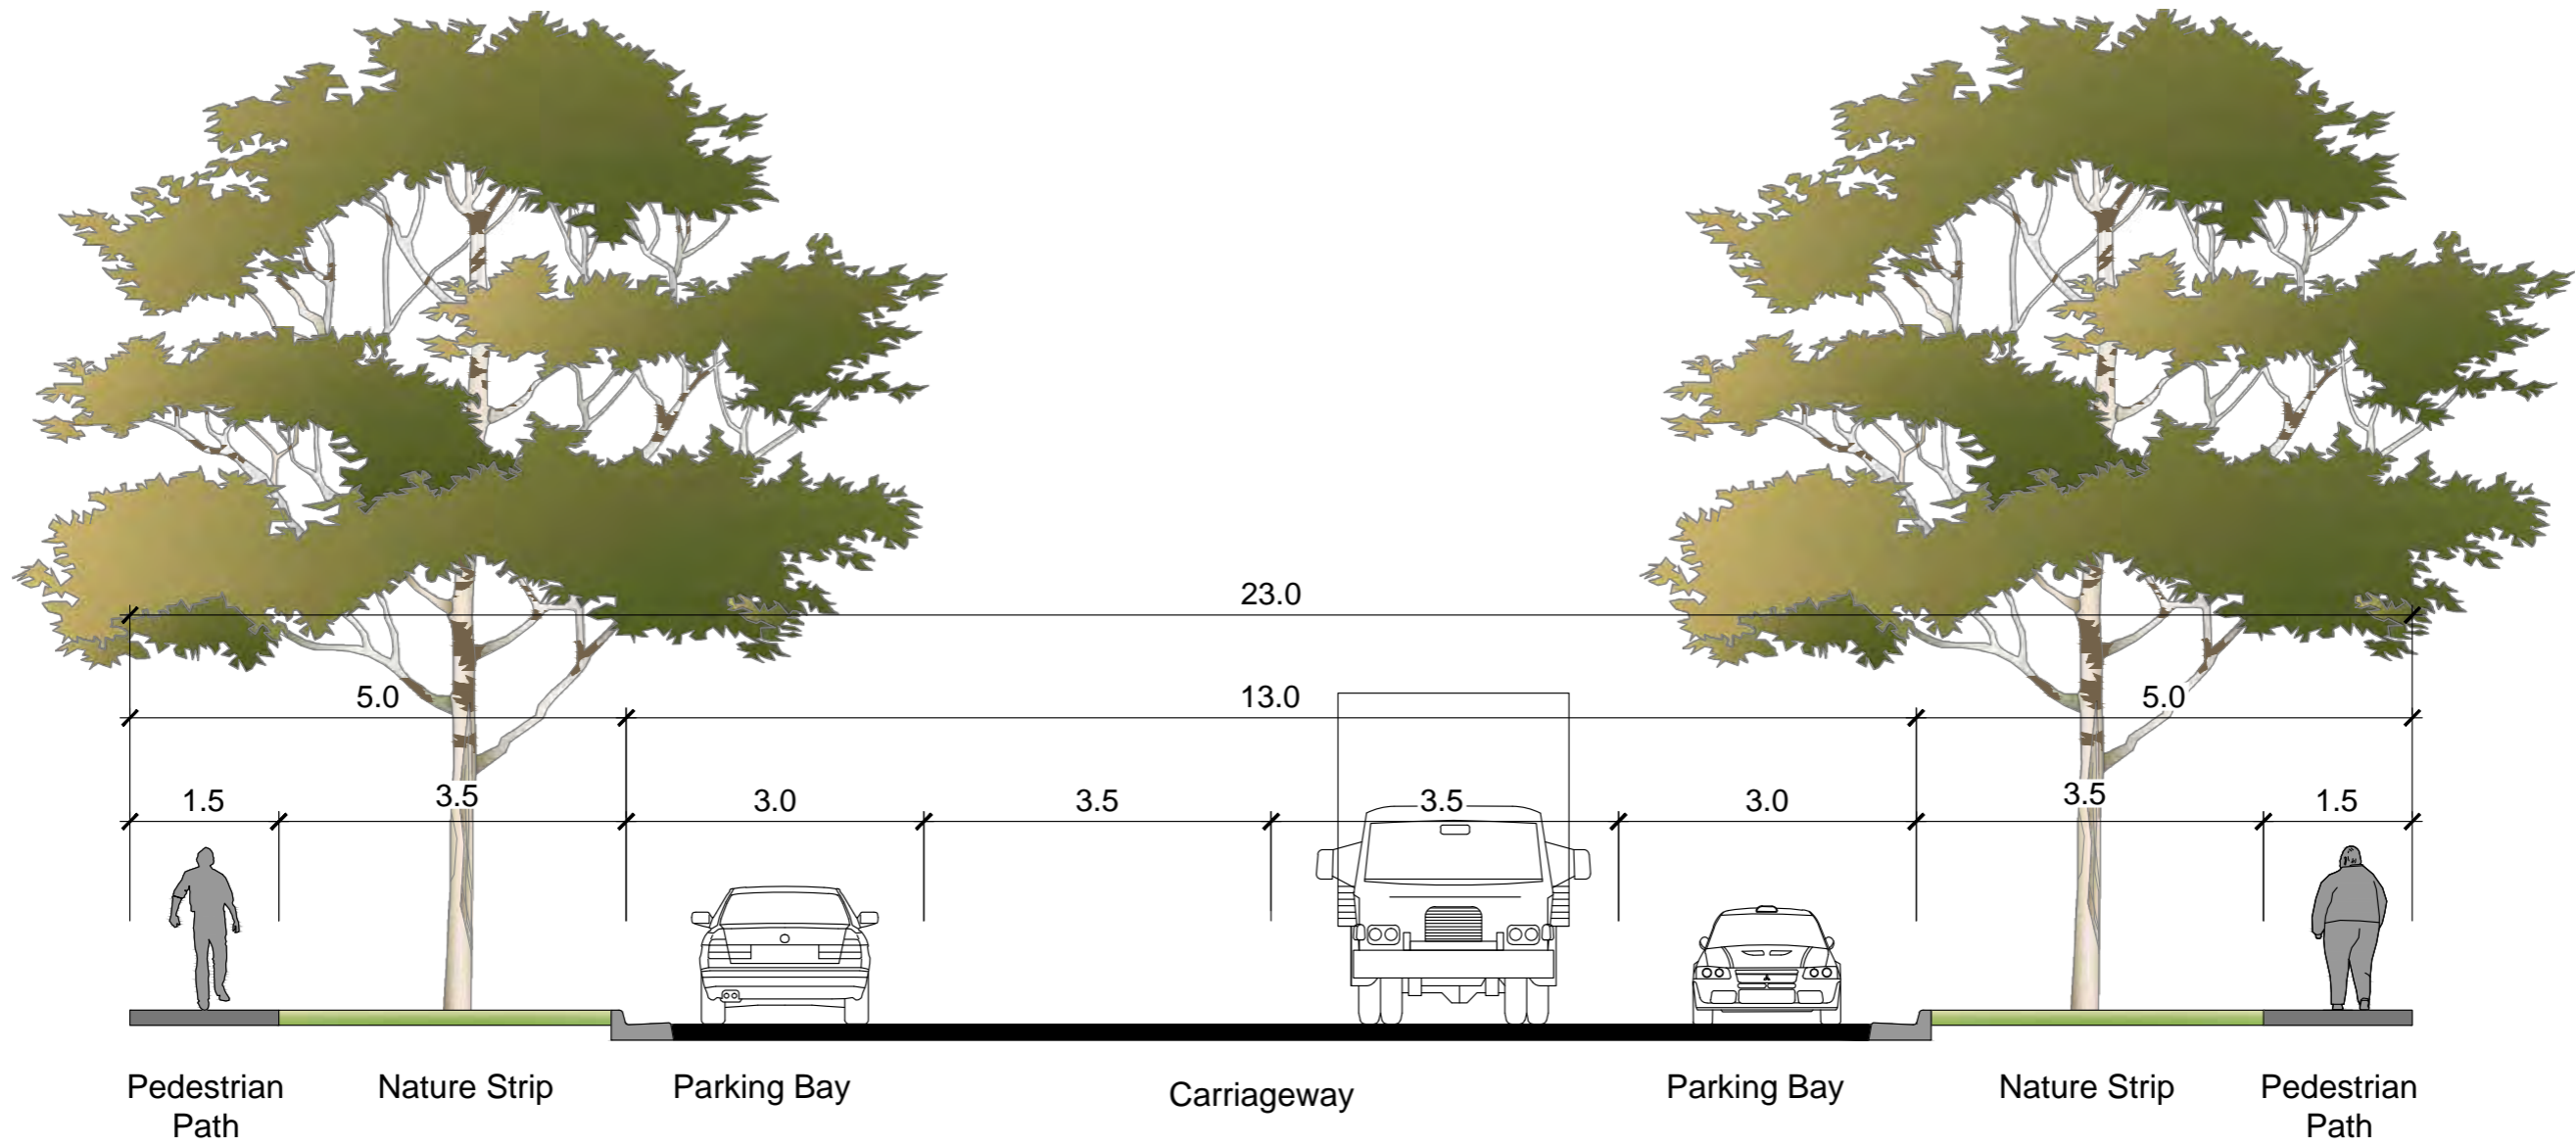 23.0
5.0 13.0 5.0
1.5 3.5 3.0 3.5 3.5 3.0 3.5 1.5
Pedestrian Path
Nature Strip
Parking Bay
Carriageway
Parking Bay
Nature Strip
Pedestrian Path